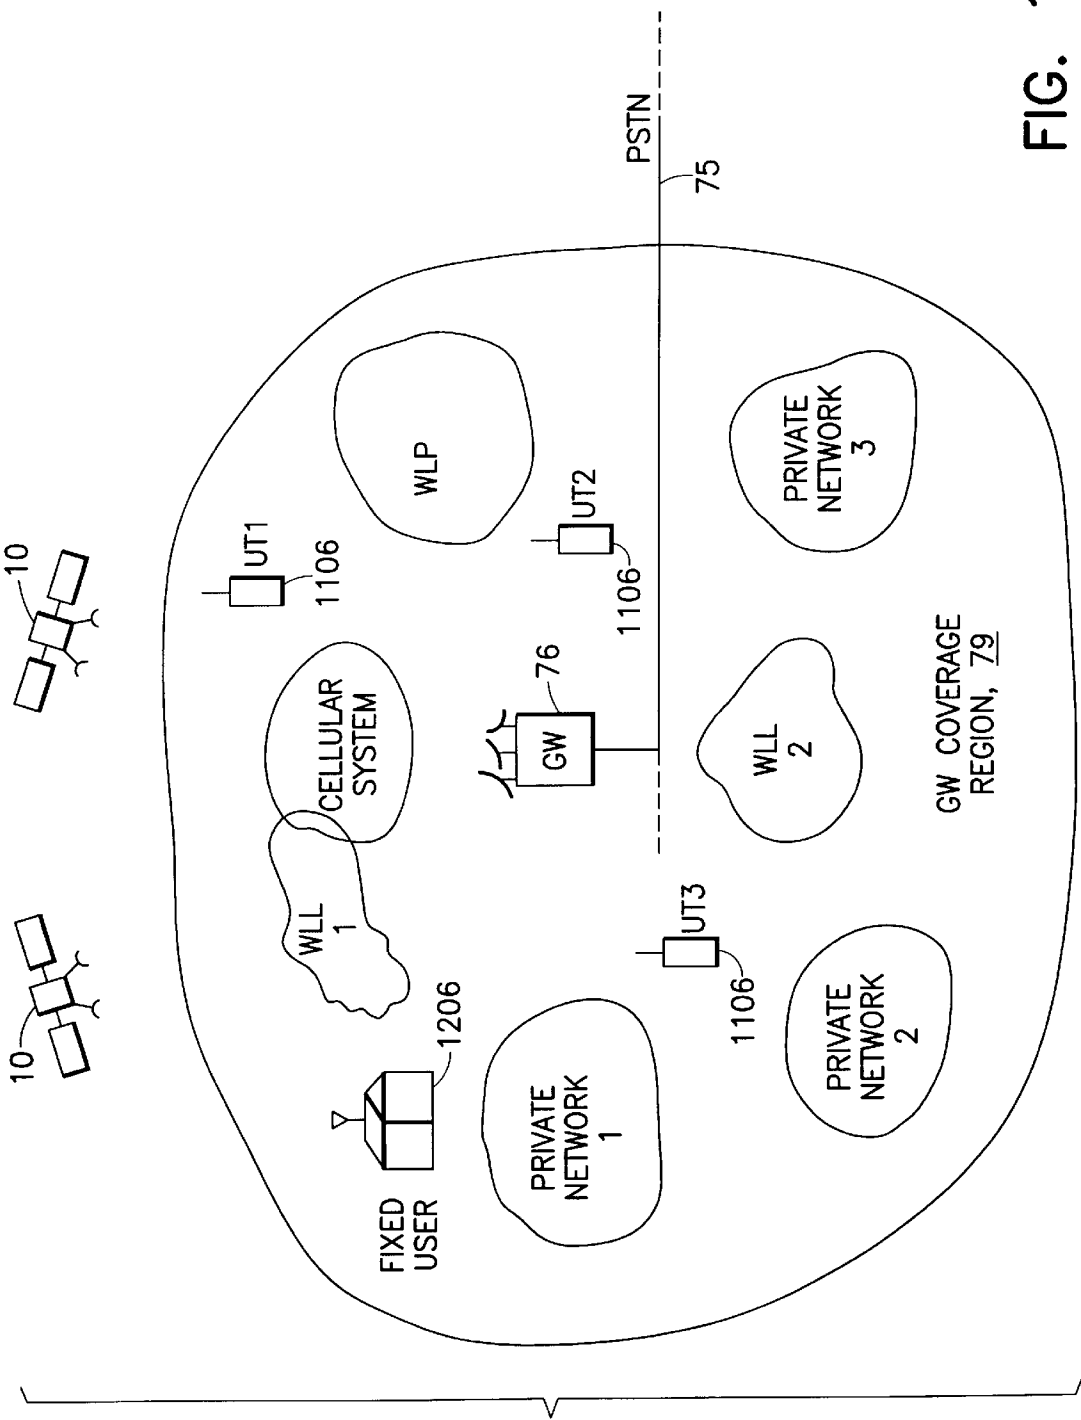 10
10
FIXED
USER
1206
WLL
1
CELLULAR
SYSTEM
UT1
1106
WLP
PRIVATE
NETWORK
1
GW
76
UT2
1106
UT3
1106
PSTN
75
PRIVATE
NETWORK
2
WLL
2
PRIVATE
NETWORK
3
GW COVERAGE
REGION, 79
FIG.